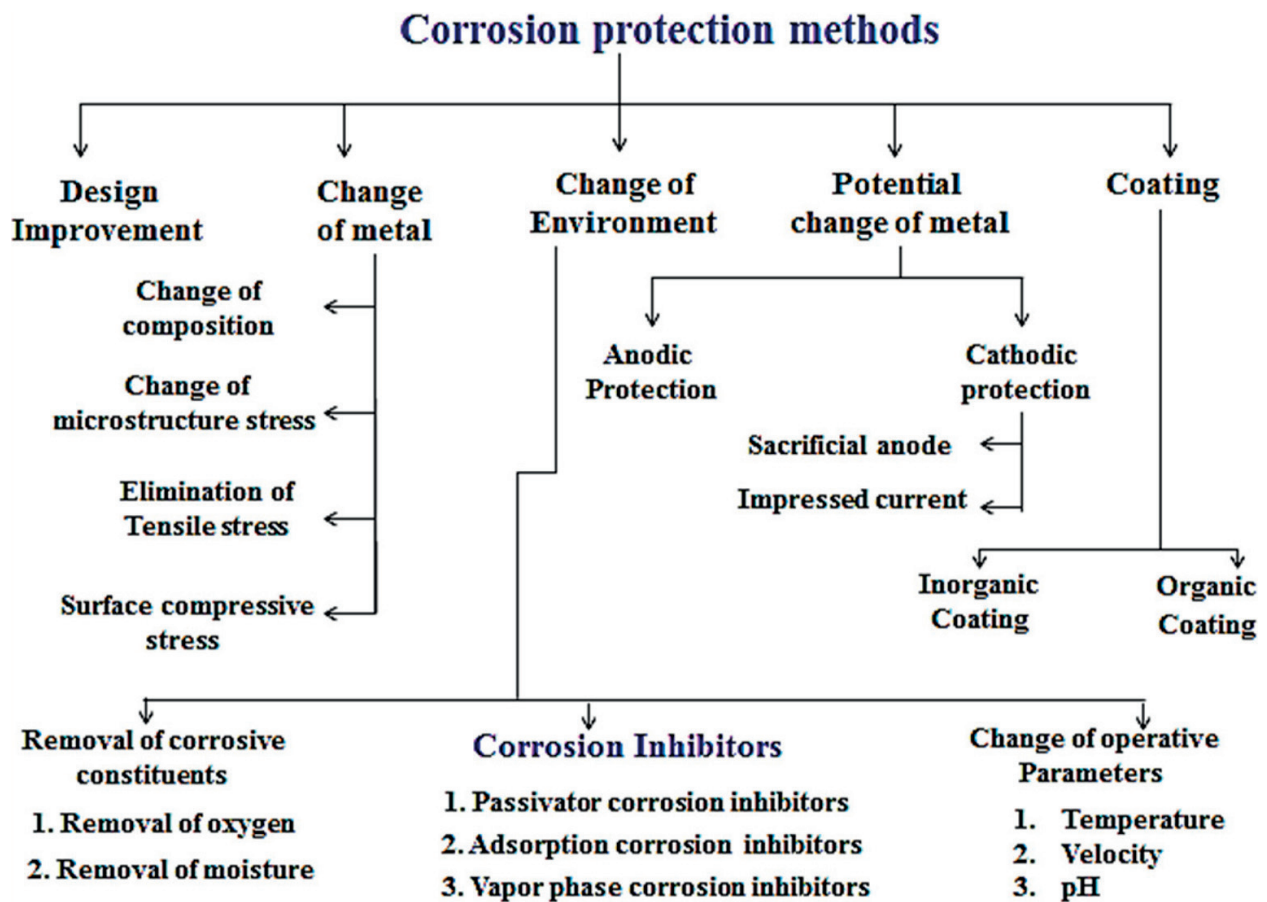 Corrosion protection methods
Design
Improvement
Change
of metal
Change of
Environment
Potential
change of metal
Coating
Change of
composition
Change of
microstructure stress
Elimination of
Tensile stress
Surface compressive
stress
Anodic
Protection
Cathodic
protection
Sacrificial anode
Impressed current
Inorganic
Coating
Organic
Coating
Removal of corrosive
constituents
1. Removal of oxygen
2. Removal of moisture
Corrosion Inhibitors
1. Passivator corrosion inhibitors
2. Adsorption corrosion inhibitors
3. Vapor phase corrosion inhibitors
Change of operative
Parameters
1. Temperature
2. Velocity
3. pH